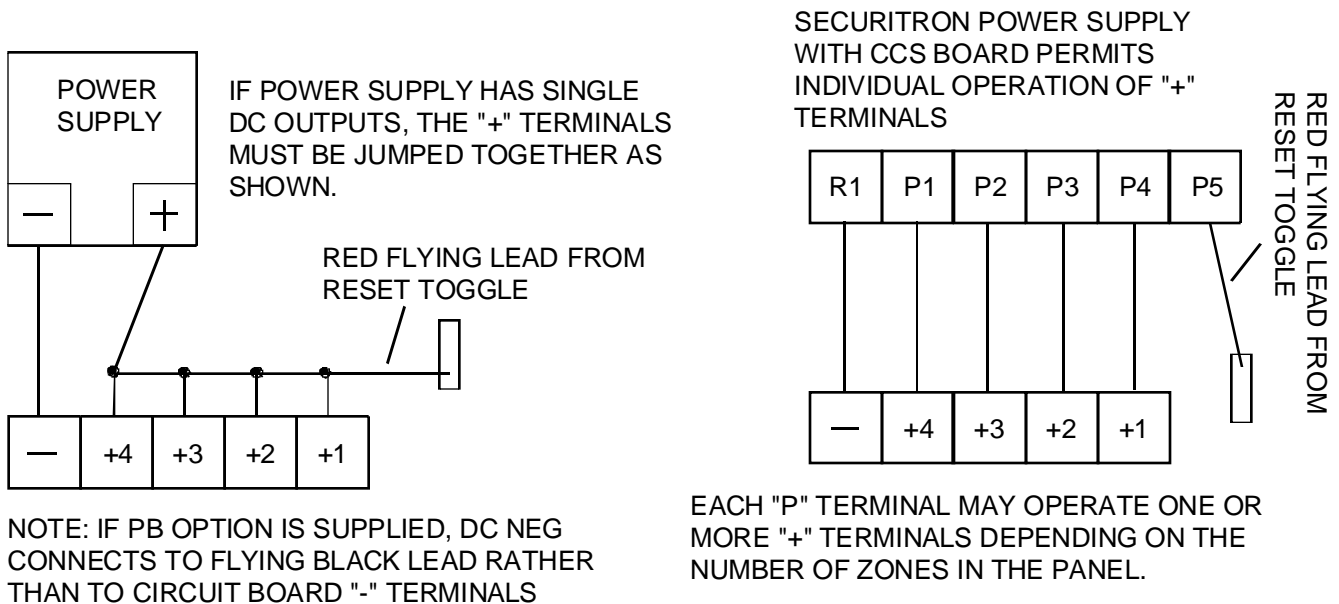 POWER
SUPPLY
—
+
IF POWER SUPPLY HAS SINGLE
DC OUTPUTS, THE "+" TERMINALS
MUST BE JUMPED TOGETHER AS
SHOWN.
RED FLYING LEAD FROM
RESET TOGGLE
— +4 +3 +2 +1
NOTE: IF PB OPTION IS SUPPLIED, DC NEG
CONNECTS TO FLYING BLACK LEAD RATHER
THAN TO CIRCUIT BOARD "-" TERMINALS
SECURITRON POWER SUPPLY
WITH CCS BOARD PERMITS
INDIVIDUAL OPERATION OF "+"
TERMINALS
R1 P1 P2 P3 P4 P5
RED FLYING LEAD FROM
RESET TOGGLE
— +4 +3 +2 +1
EACH "P" TERMINAL MAY OPERATE ONE OR
MORE "+" TERMINALS DEPENDING ON THE
NUMBER OF ZONES IN THE PANEL.